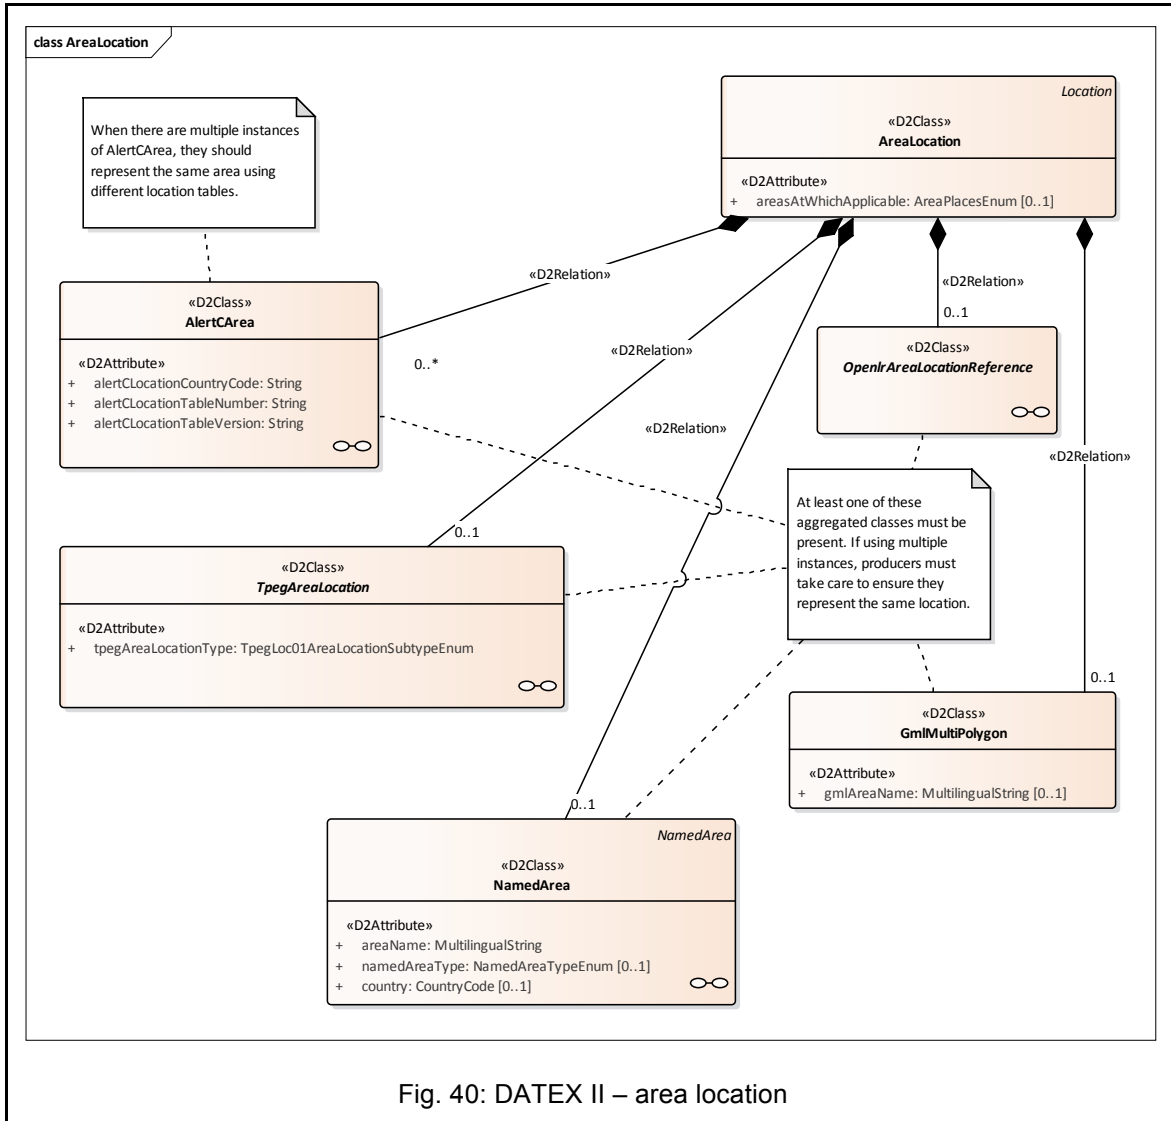 class AreaLocation
When there are multiple instances
of AlertCArea, they should
represent the same area using
different location tables.
Location
«D2Class»
AreaLocation
«D2Attribute»
+ areasAtWhichApplicable: AreaPlacesEnum [0..1]
«D2Relation»
«D2Relation»
«D2Relation»
«D2Relation»
«D2Relation»
«D2Class»
AlertCArea
«D2Attribute»
+ alertCLocationCountryCode: String
+ alertCLocationTableNumber: String
+ alertCLocationTableVersion: String
0..*
0..1
«D2Class»
OpenlrAreaLocationReference
At least one of these
aggregated classes must be
present. If using multiple
instances, producers must
take care to ensure they
represent the same location.
0..1
«D2Class»
TpegAreaLocation
«D2Attribute»
+ tpegAreaLocationType: TpegLoc01AreaLocationSubtypeEnum
0..1
«D2Class»
GmlMultiPolygon
«D2Attribute»
+ gmlAreaName: MultilingualString [0..1]
0..1
NamedArea
«D2Class»
NamedArea
«D2Attribute»
+ areaName: MultilingualString
+ namedAreaType: NamedAreaTypeEnum [0..1]
+ country: CountryCode [0..1]
Fig. 40: DATEX II – area location